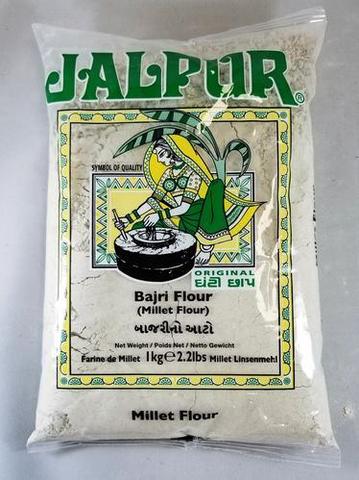 JALPUR®
SYMBOL OF QUALITY
ORIGINAL
ઘંટી છાપ
Bajri Flour
(Millet Flour)
બાજરીનો આટો
Net Weight / Poids Net / Netto Gewicht
Farine de Millet 1kg℮2.2lbs Millet Linsenmehl
Millet Flour